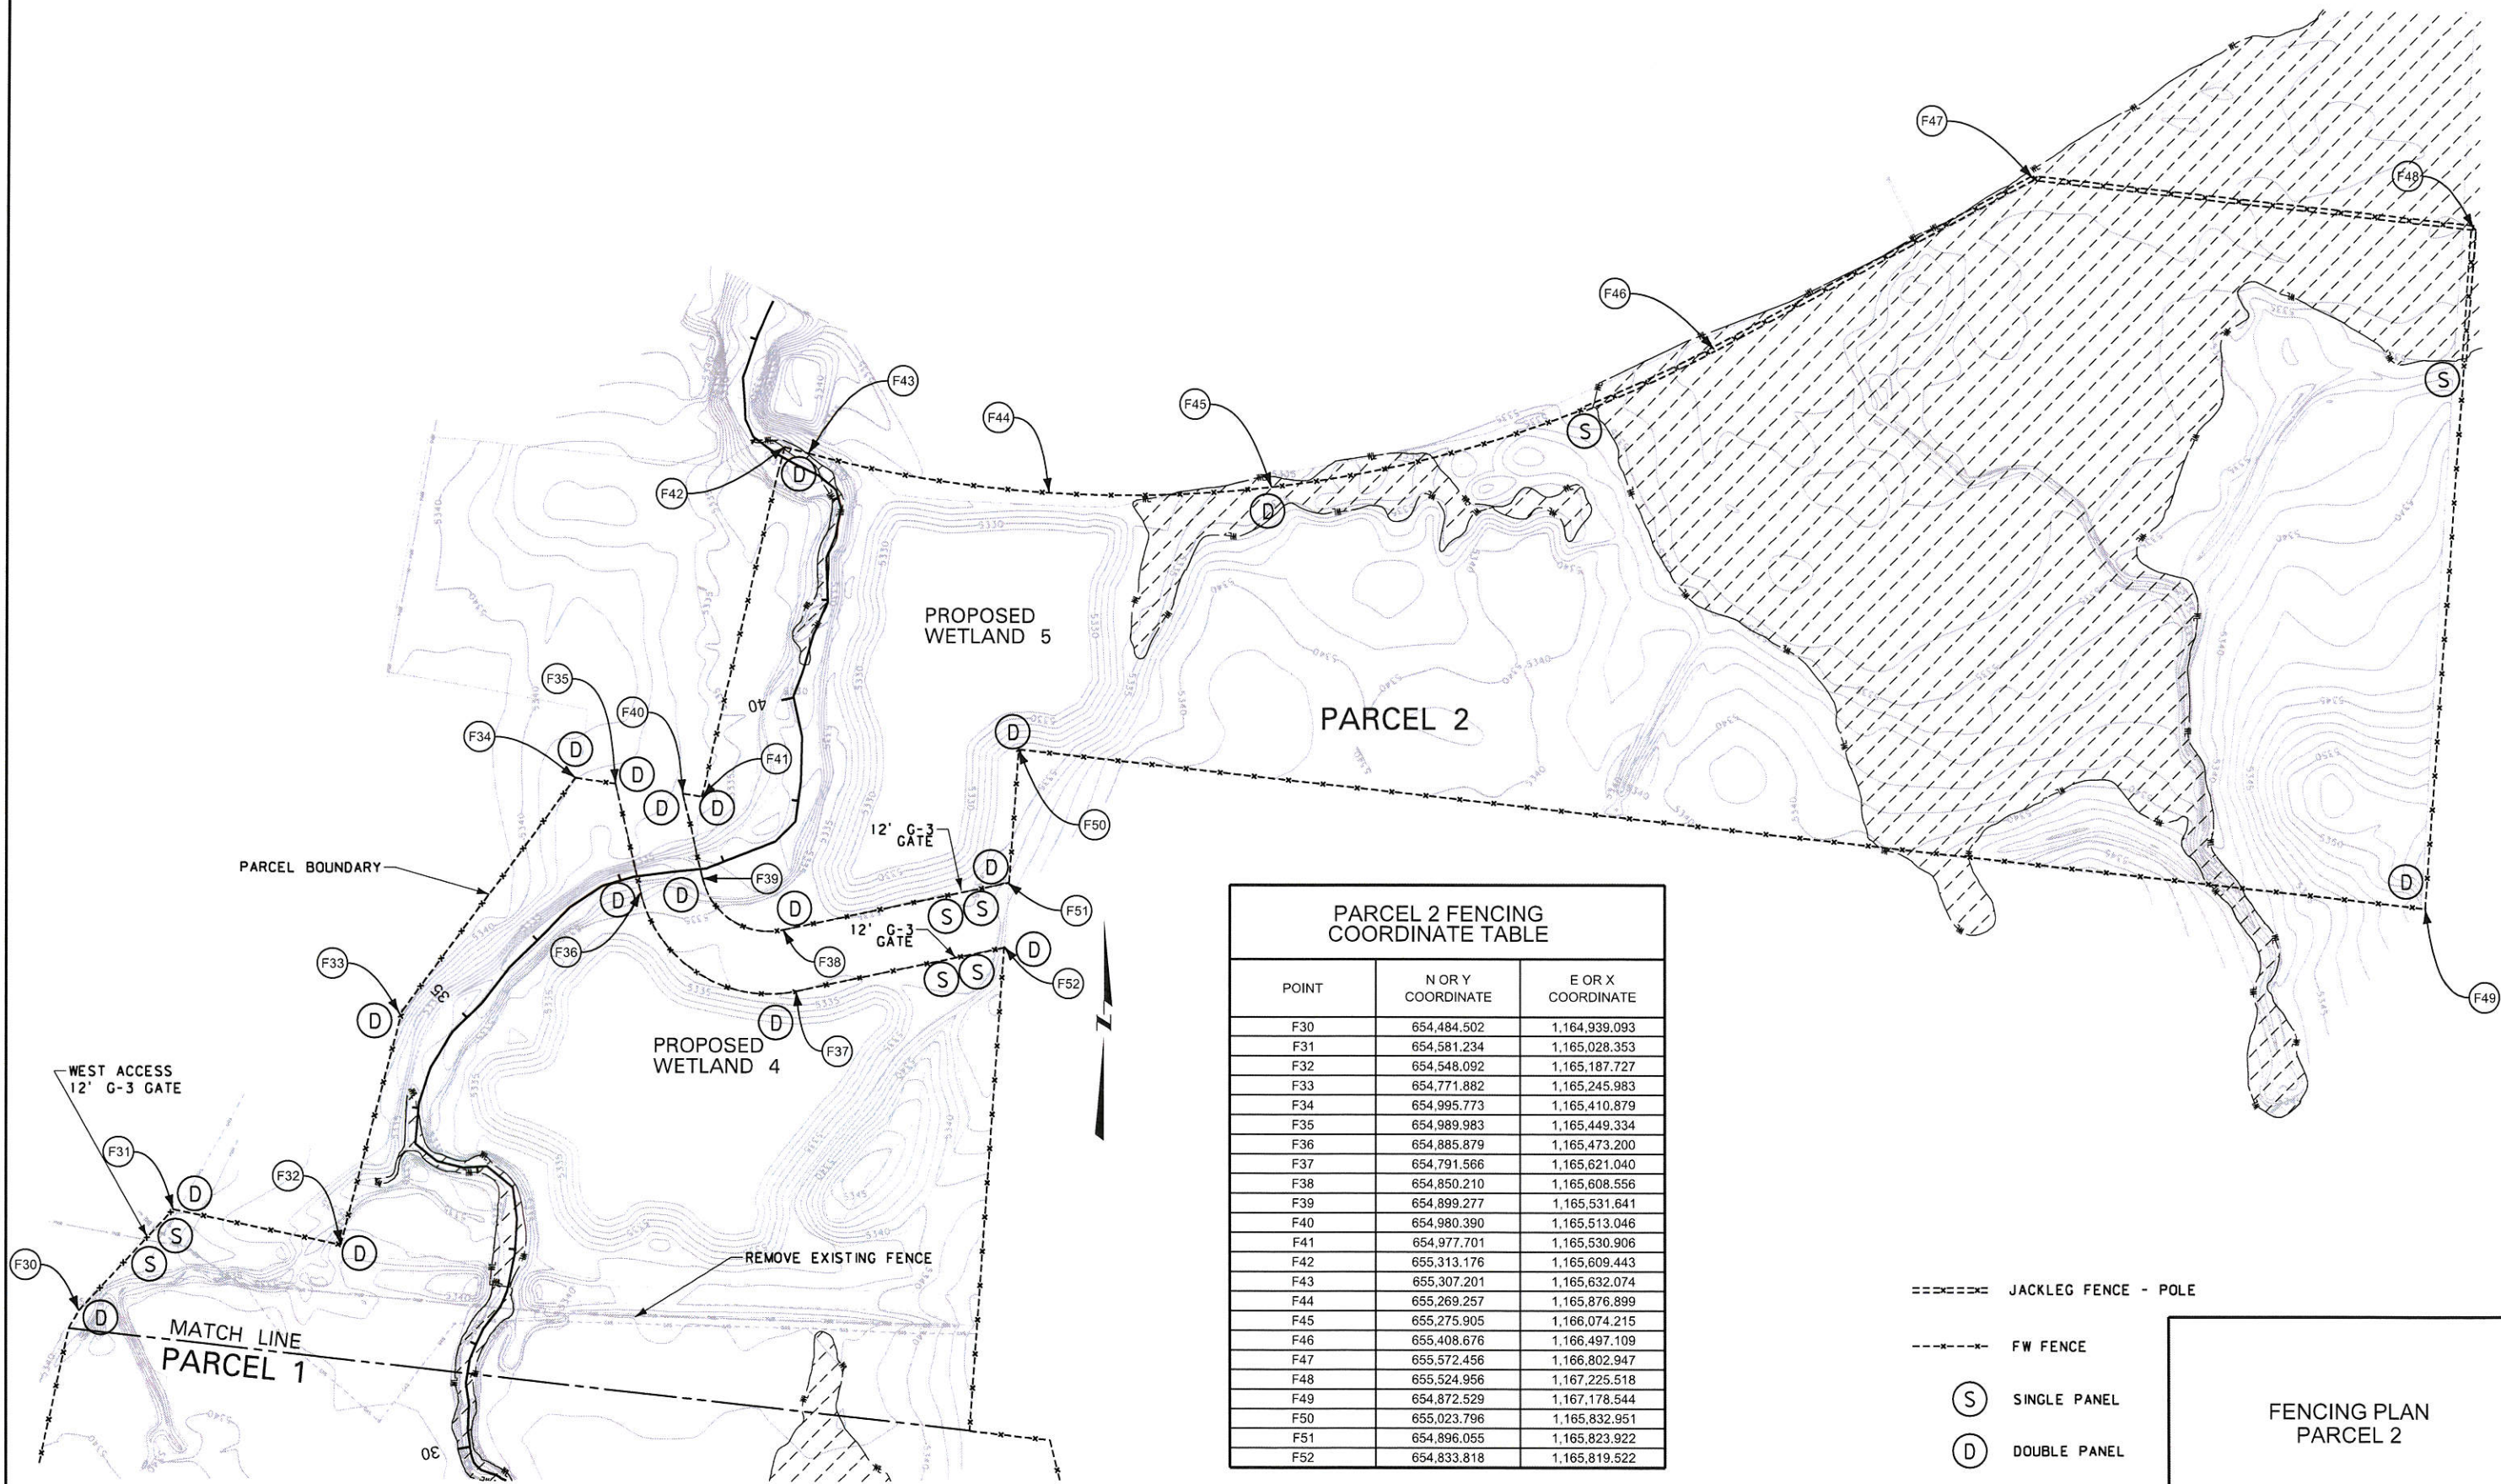 F47
F48
F46
F43
F44
F45
S
S
F42
D
D
PROPOSED
WETLAND 5
F35
F40
40
PARCEL 2
F34
D
D
F41
D
D
D
F50
12' G-3
GATE
PARCEL BOUNDARY
D
F39
D
D
D
S
S
F51
12' G-3
GATE
F36
F38
S
S
D
F52
D
F49
F33
35
D
D
F37
PROPOSED
WETLAND 4
WEST ACCESS
12' G-3 GATE
F31
D
F32
S
S
D
F30
D
REMOVE EXISTING FENCE
MATCH LINE
PARCEL 1
30
N
PARCEL 2 FENCING
COORDINATE TABLE
POINT N OR Y COORDINATE E OR X COORDINATE
F30 654,484.502 1,164,939.093
F31 654,581.234 1,165,028.353
F32 654,548.092 1,165,187.727
F33 654,771.882 1,165,245.983
F34 654,995.773 1,165,410.879
F35 654,989.983 1,165,449.334
F36 654,885.879 1,165,473.200
F37 654,791.566 1,165,621.040
F38 654,850.210 1,165,608.556
F39 654,899.277 1,165,531.641
F40 654,980.390 1,165,513.046
F41 654,977.701 1,165,530.906
F42 655,313.176 1,165,609.443
F43 655,307.201 1,165,632.074
F44 655,269.257 1,165,876.899
F45 655,275.905 1,166,074.215
F46 655,408.676 1,166,497.109
F47 655,572.456 1,166,802.947
F48 655,524.956 1,167,225.518
F49 654,872.529 1,167,178.544
F50 655,023.796 1,165,832.951
F51 654,896.055 1,165,823.922
F52 654,833.818 1,165,819.522
JACKLEG FENCE - POLE
FW FENCE
S SINGLE PANEL
D DOUBLE PANEL
FENCING PLAN
PARCEL 2